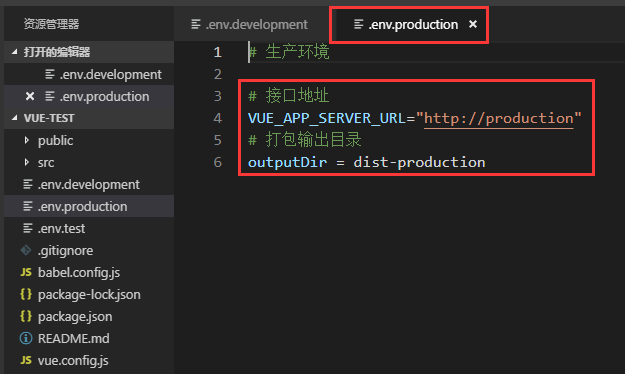 资源管理器
打开的编辑器
.env.development
× .env.production
VUE-TEST
public
src
.env.development
.env.production
.env.test
.gitignore
JS babel.config.js
{} package-lock.json
{} package.json
README.md
JS vue.config.js
.env.development
.env.production ×
1 # 生产环境
2
3 # 接口地址
4 VUE_APP_SERVER_URL="http://production"
5 # 打包输出目录
6 outputDir = dist-production